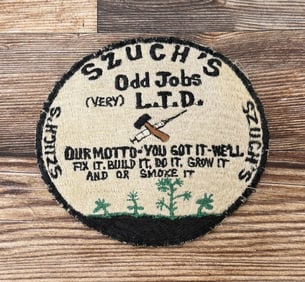 SZUCH'S
Odd Jobs
(VERY) L.T.D.
SZUCH'S
SZUCH'S
OUR MOTTO-YOU GOT IT-WE'LL
FIX IT. BUILD IT, DO IT, GROW IT
AND OR SMOKE IT